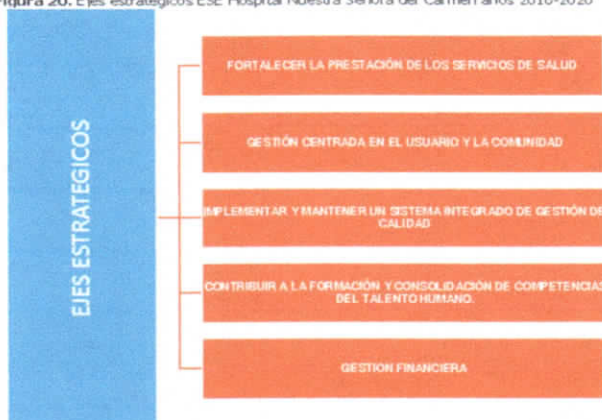 Figura 20. Ejes estratégicos ESE Hospital Nuestra Señora del Carmen años 2016-2020
EJES ESTRATEGICOS
FORTALECER LA PRESTACIÓN DE LOS SERVICIOS DE SALUD
GESTIÓN CENTRADA EN EL USUARIO Y LA COMUNIDAD
IMPLEMENTAR Y MANTENER UN SISTEMA INTEGRADO DE GESTIÓN DE
CALIDAD
CONTRIBUIR A LA FORMACIÓN Y CONSOLIDACIÓN DE COMPETENCIAS
DEL TALENTO HUMANO.
GESTION FINANCIERA